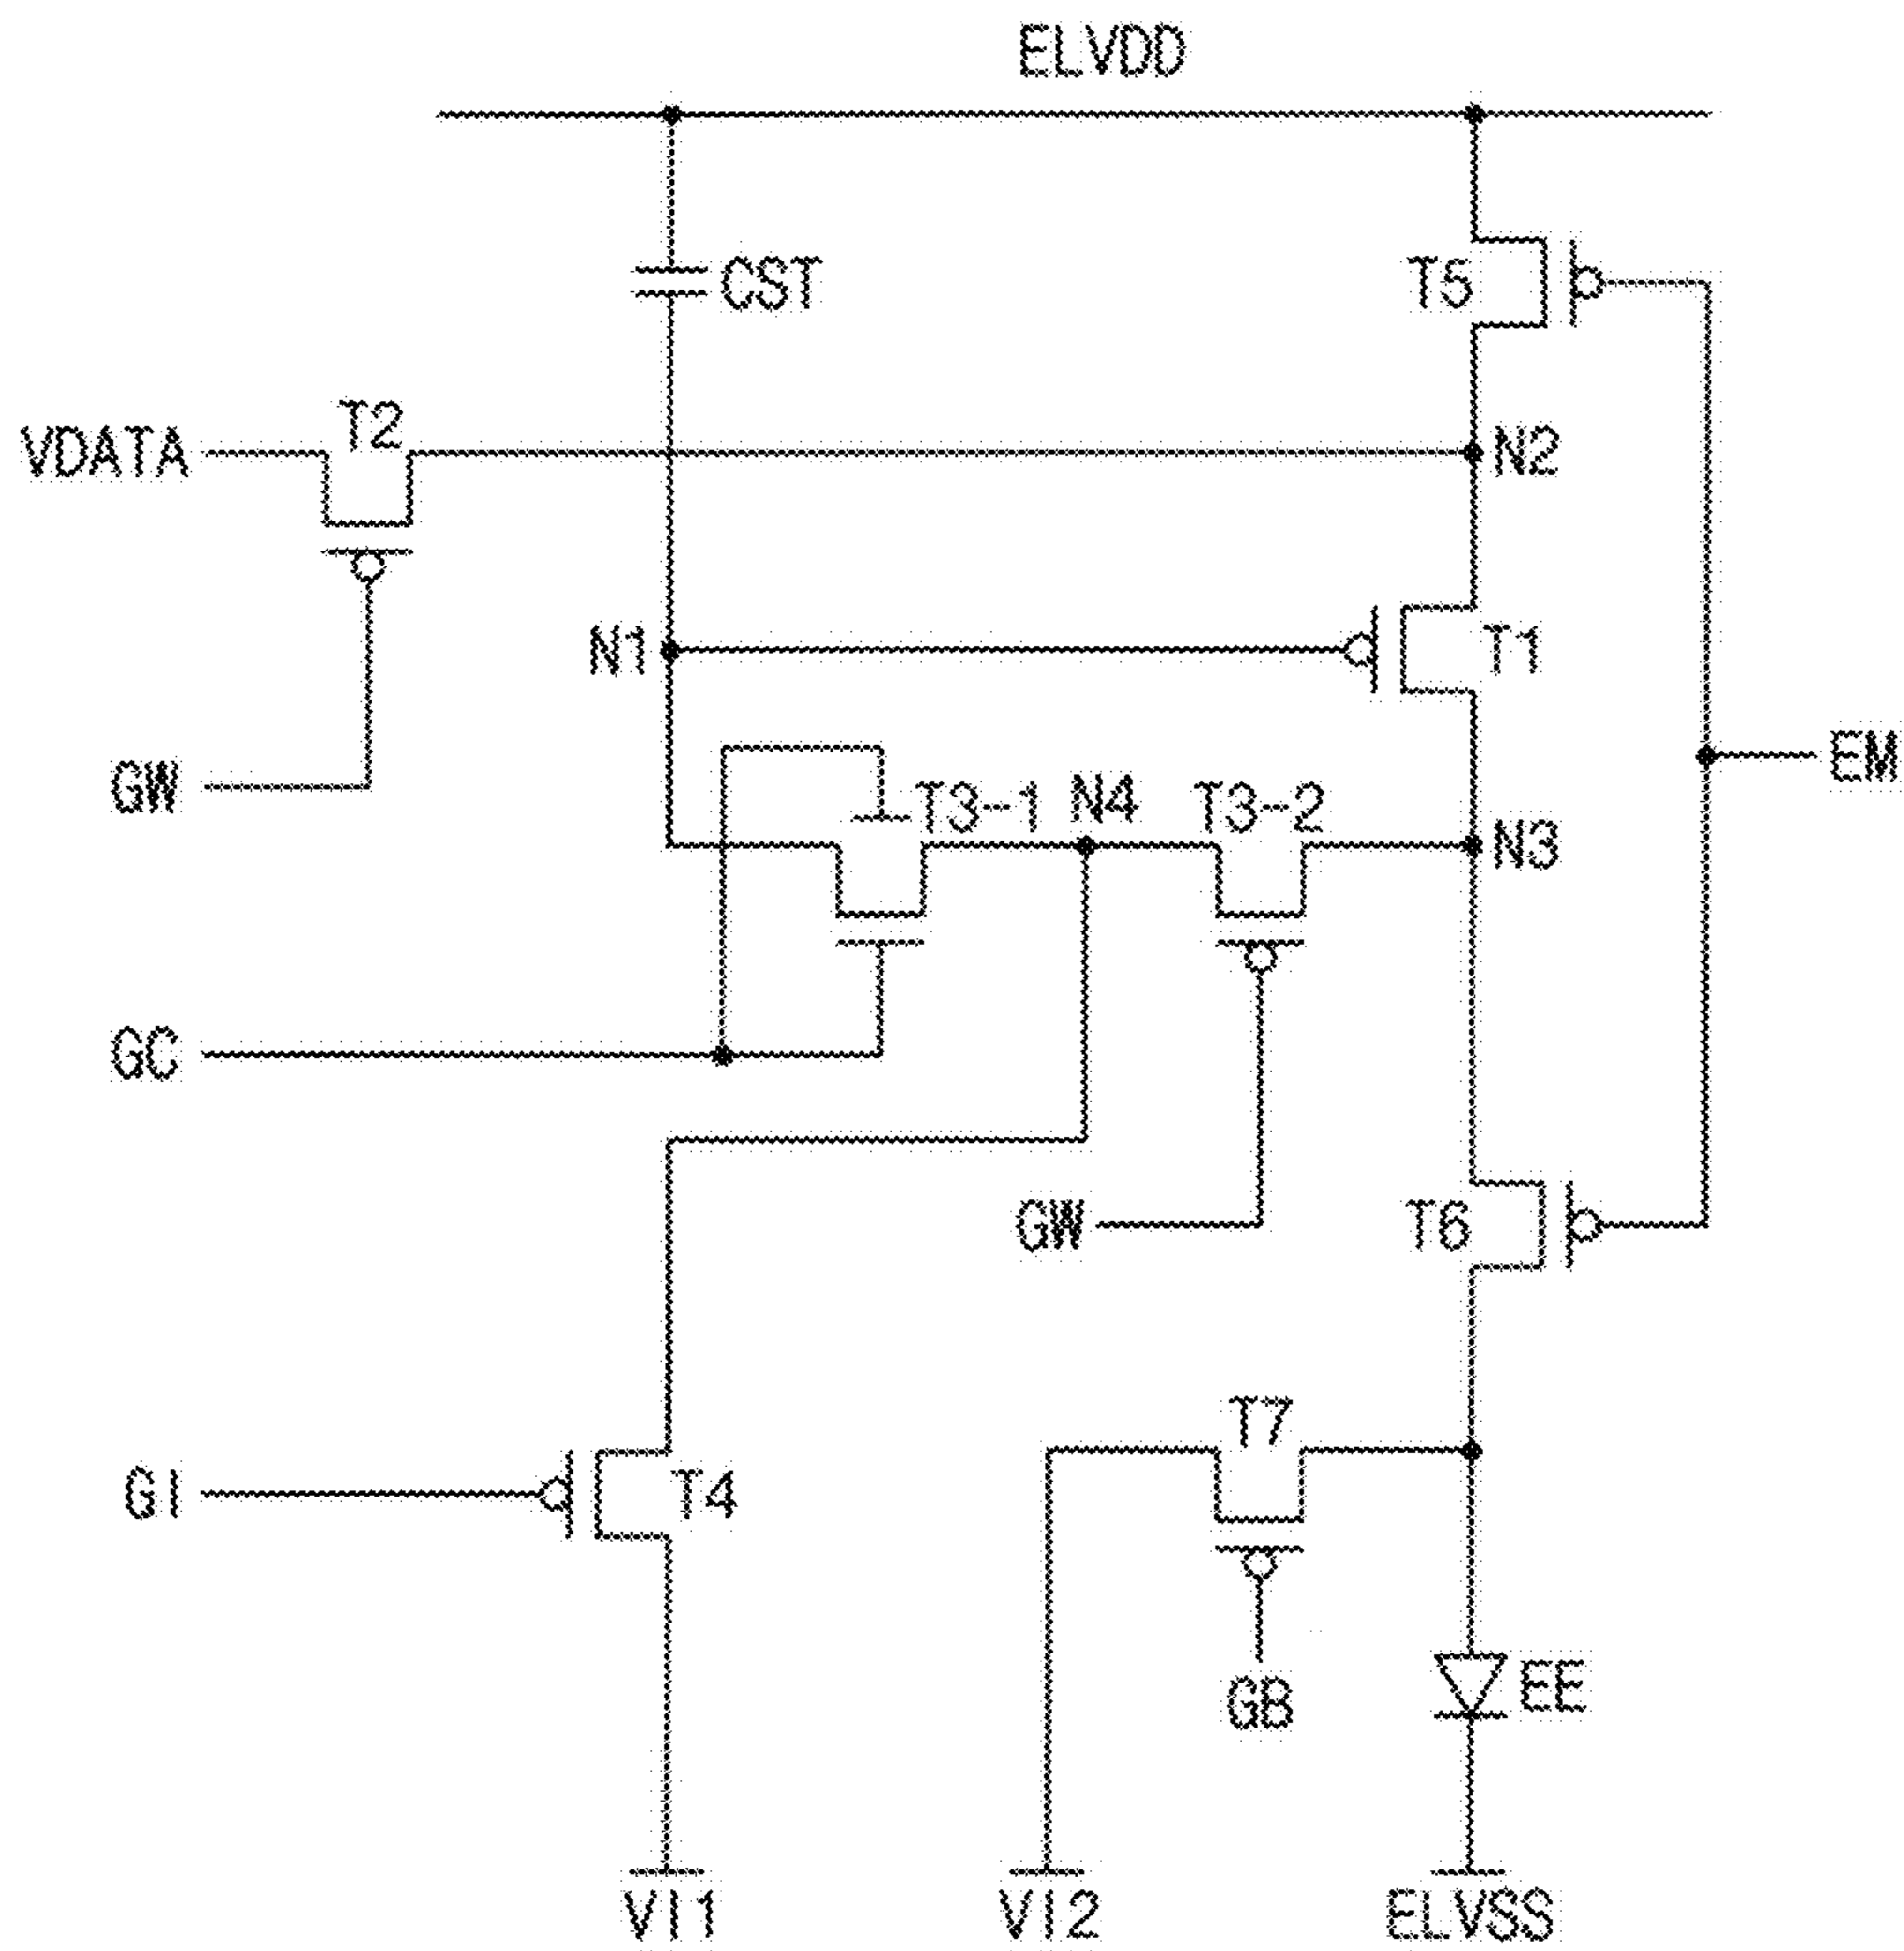 ELVDD
CST
T5
T2
VDATA
N2
N1
T1
EM
GW
T3-1
N4
T3-2
N3
GC
GW
T6
T7
GI
T4
EE
GB
VI1
VI2
ELVSS